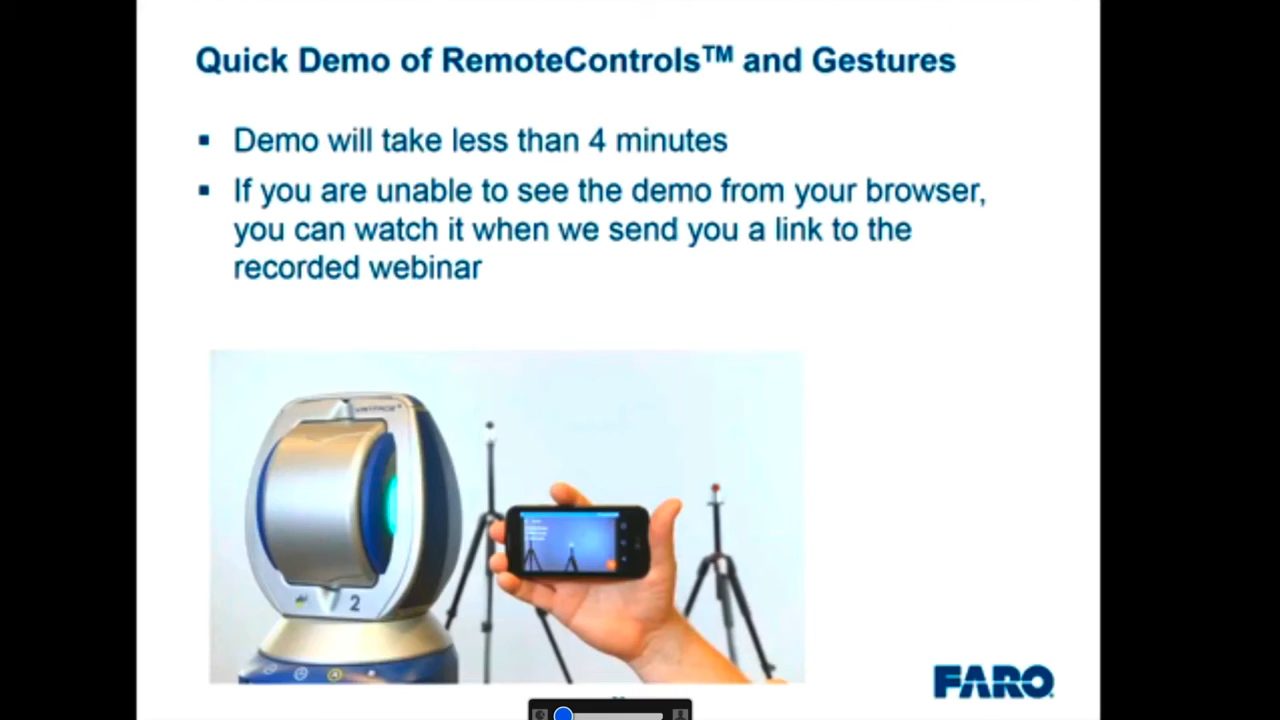 Quick Demo of RemoteControls™ and Gestures
▪ Demo will take less than 4 minutes
▪ If you are unable to see the demo from your browser,
you can watch it when we send you a link to the
recorded webinar
2
FARO